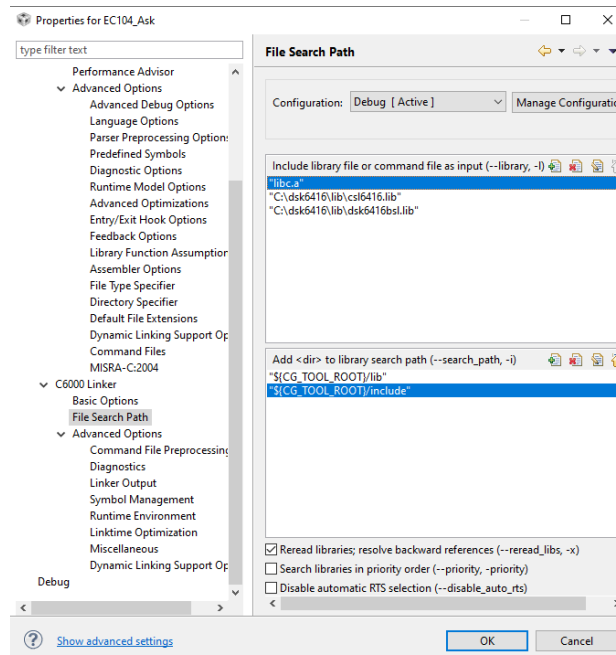 Properties for EC104_Ask
type filter text
Performance Advisor
Advanced Options
Advanced Debug Options
Language Options
Parser Preprocessing Options
Predefined Symbols
Diagnostic Options
Runtime Model Options
Advanced Optimizations
Entry/Exit Hook Options
Feedback Options
Library Function Assumption
Assembler Options
File Type Specifier
Directory Specifier
Default File Extensions
Dynamic Linking Support Op
Command Files
MISRA-C:2004
C6000 Linker
Basic Options
File Search Path
Advanced Options
Command File Preprocessing
Diagnostics
Linker Output
Symbol Management
Runtime Environment
Linktime Optimization
Miscellaneous
Dynamic Linking Support Op
Debug
File Search Path
Configuration: Debug [ Active ] Manage Configuratio
Include library file or command file as input (--library, -l)
"libc.a"
"C:\dsk6416\lib\csl6416.lib"
"C:\dsk6416\lib\dsk6416bsl.lib"
Add <dir> to library search path (--search_path, -i)
"${CG_TOOL_ROOT}/lib"
"${CG_TOOL_ROOT}/include"
Reread libraries; resolve backward references (--reread_libs, -x)
Search libraries in priority order (--priority, -priority)
Disable automatic RTS selection (--disable_auto_rts)
Show advanced settings
OK Cancel